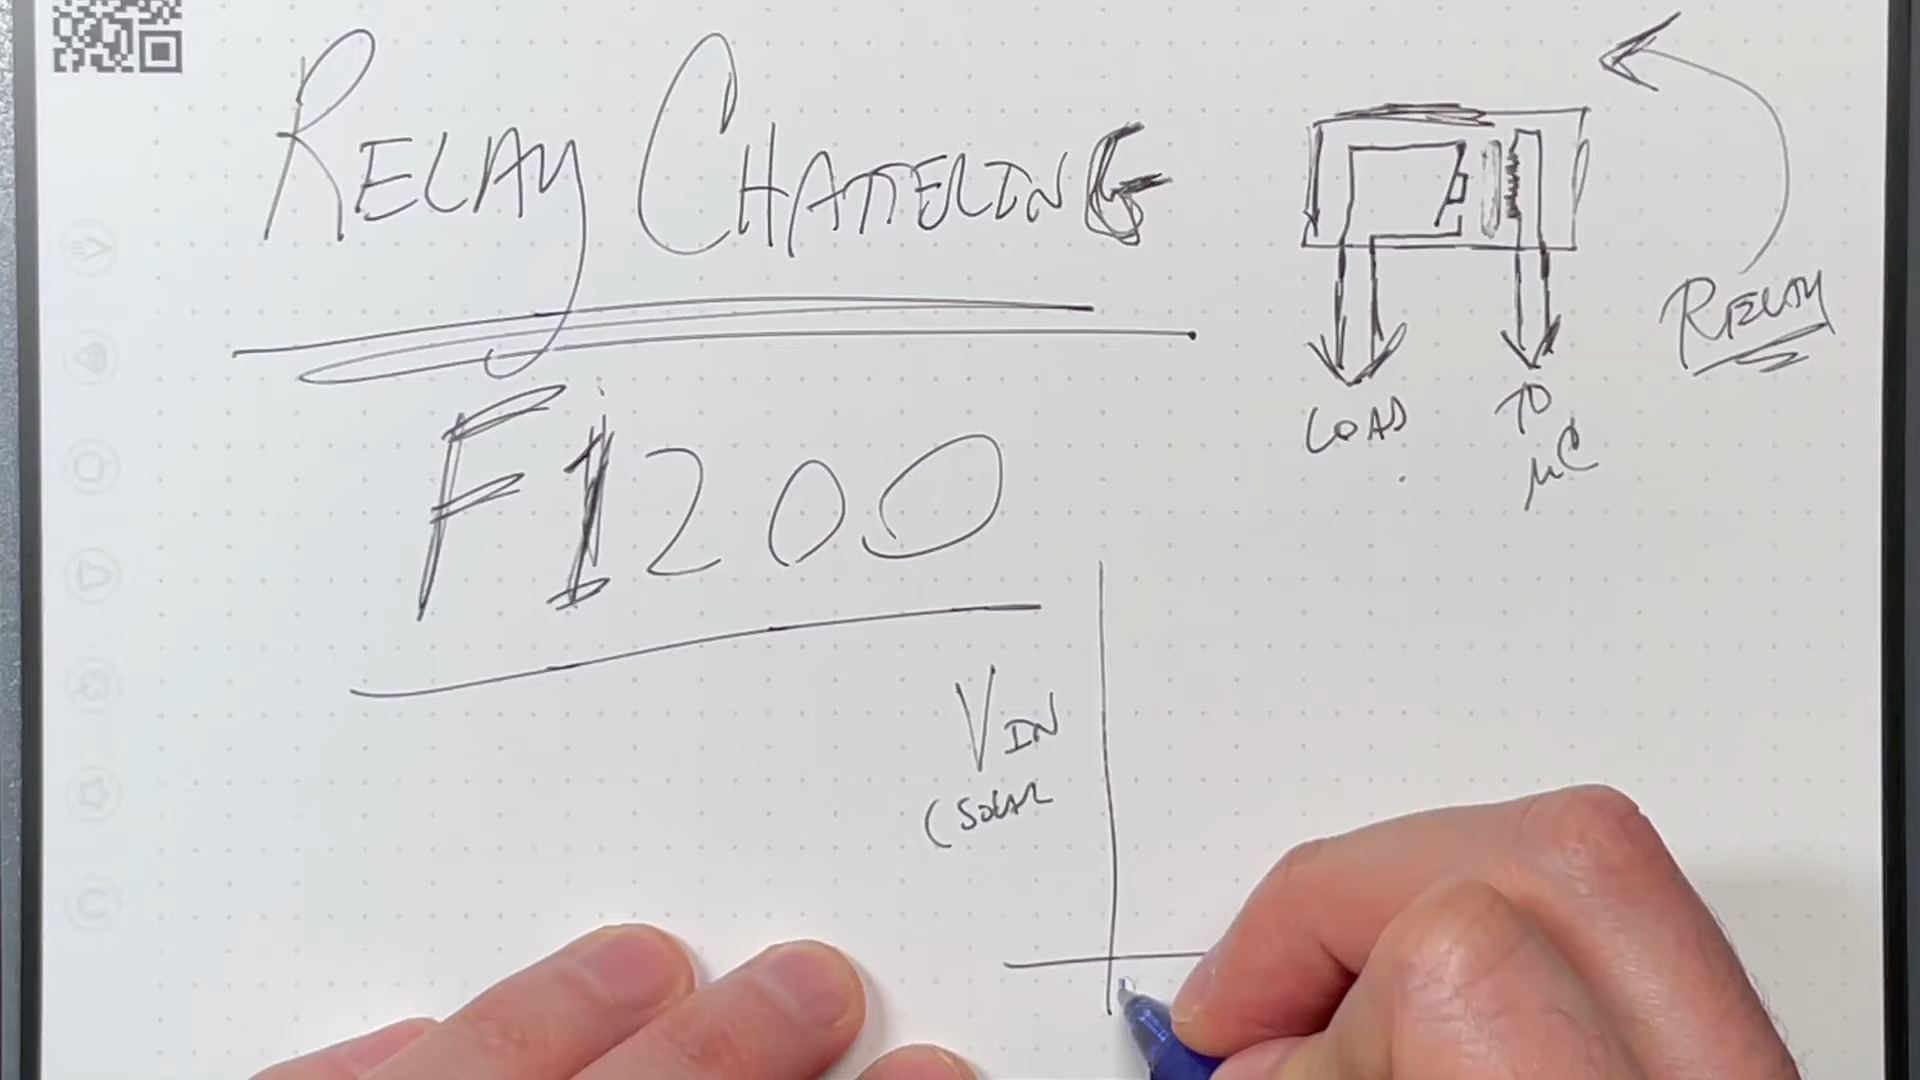 RELAY CHATTERING
F1200
RELAY
LOAD
TO
μC
VIN
(SOLAR